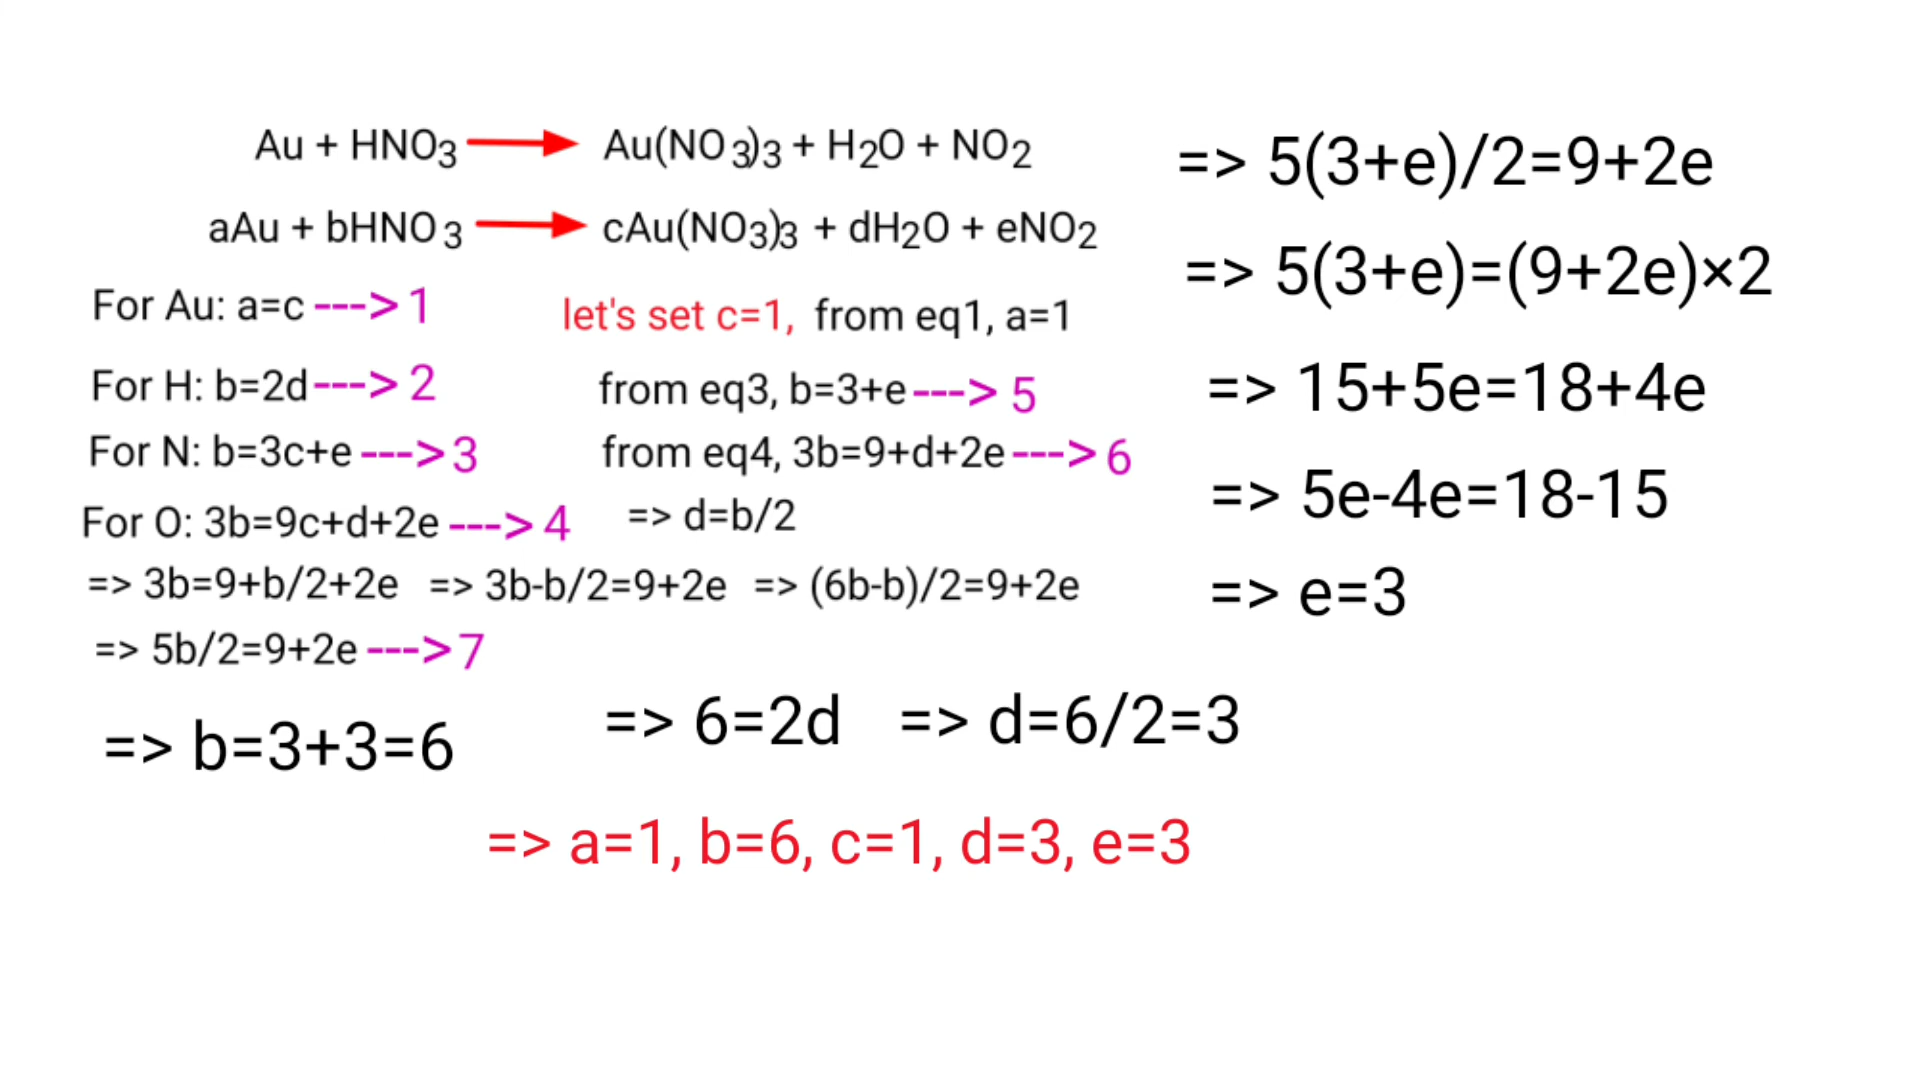 Au + HNO3 Au(NO3)3 + H2O + NO2
aAu + bHNO3 cAu(NO3)3 + dH2O + eNO2
For Au: a=c --->1
let's set c=1, from eq1, a=1
For H: b=2d---> 2
from eq3, b=3+e---> 5
For N: b=3c+e --->3
from eq4, 3b=9+d+2e---> 6
For O: 3b=9c+d+2e ---> 4
=> d=b/2
=> 3b=9+b/2+2e => 3b-b/2=9+2e => (6b-b)/2=9+2e
=> 5b/2=9+2e --->7
=> 5(3+e)/2=9+2e
=> 5(3+e)=(9+2e)×2
=> 15+5e=18+4e
=> 5e-4e=18-15
=> e=3
=> b=3+3=6
=> 6=2d => d=6/2=3
=> a=1, b=6, c=1, d=3, e=3